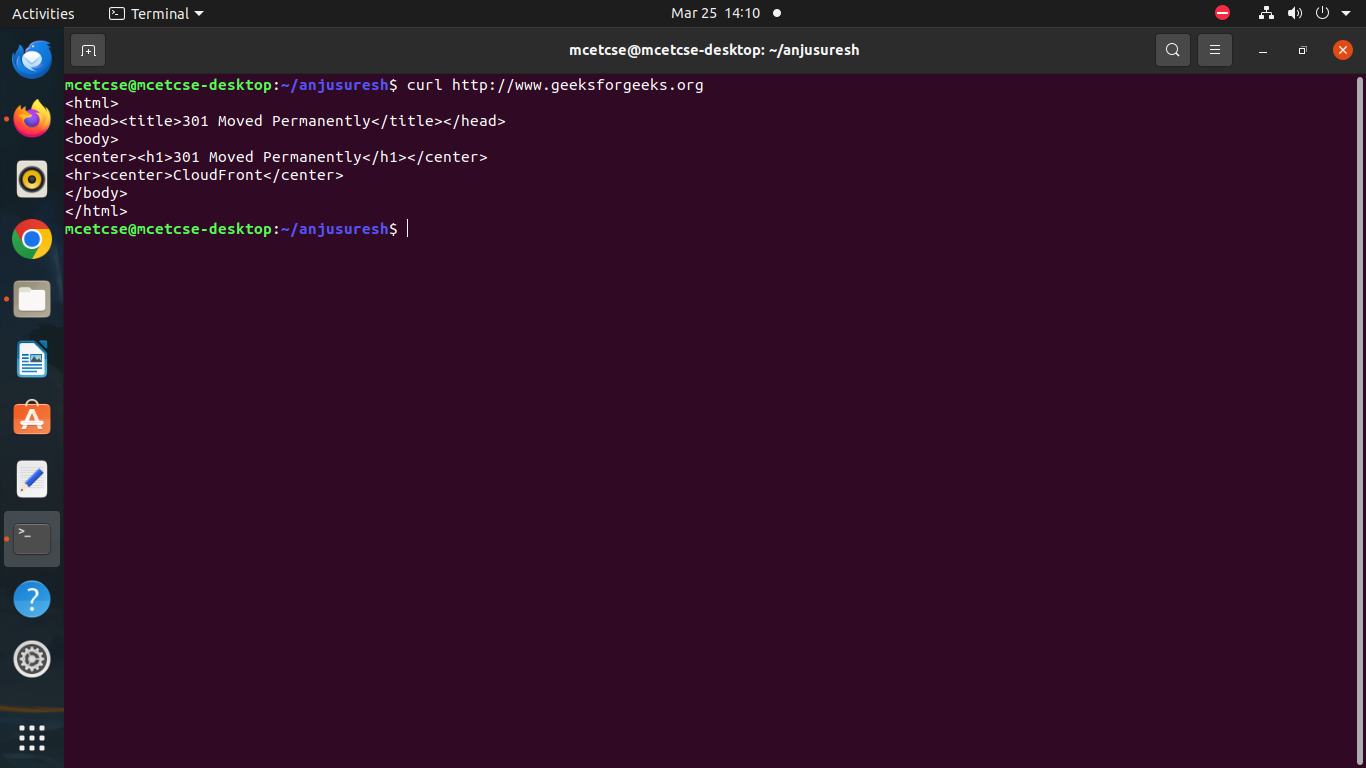 Activities
Terminal
Mar 25 14:10
mcetcse@mcetcse-desktop: ~/anjusuresh
mcetcse@mcetcse-desktop:~/anjusuresh$ curl http://www.geeksforgeeks.org
<html>
<head><title>301 Moved Permanently</title></head>
<body>
<center><h1>301 Moved Permanently</h1></center>
<hr><center>CloudFront</center>
</body>
</html>
mcetcse@mcetcse-desktop:~/anjusuresh$